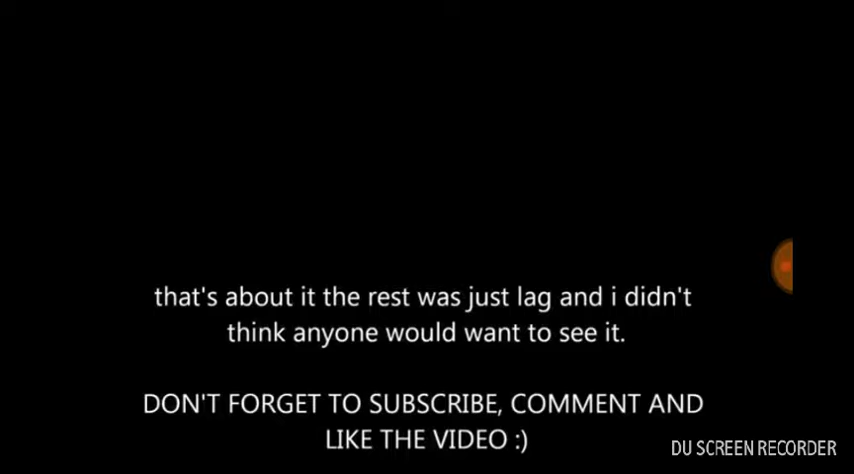 that's about it the rest was just lag and i didn't
think anyone would want to see it.
DON'T FORGET TO SUBSCRIBE, COMMENT AND
LIKE THE VIDEO :)
DU SCREEN RECORDER